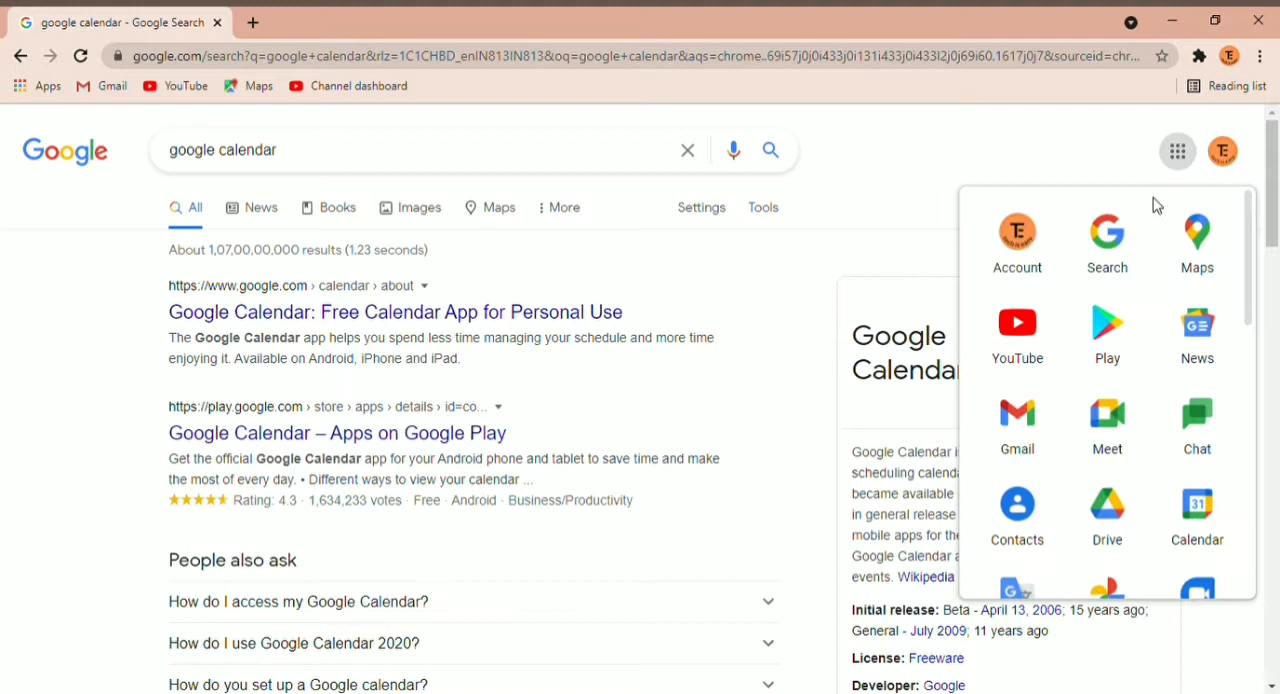 google calendar - Google Search
google.com/search?q=google+calendar&rlz=1C1CHBD_enIN813IN813&oq=google+calendar&aqs=chrome..69i57j0j0i433j0i131i433j0i433l2j0j69i60.1617j0j7&sourceid=chr...
Apps Gmail YouTube Maps Channel dashboard Reading list
Google
google calendar
TE
All News Books Images Maps More Settings Tools
About 1,07,00,00,000 results (1.23 seconds)
https://www.google.com › calendar › about
Google Calendar: Free Calendar App for Personal Use
The Google Calendar app helps you spend less time managing your schedule and more time
enjoying it. Available on Android, iPhone and iPad.
https://play.google.com › store › apps › details › id=co...
Google Calendar – Apps on Google Play
Get the official Google Calendar app for your Android phone and tablet to save time and make
the most of every day. • Different ways to view your calendar ...
Rating: 4.3 · 1,634,233 votes · Free · Android · Business/Productivity
People also ask
How do I access my Google Calendar?
How do I use Google Calendar 2020?
How do you set up a Google calendar?
Google
Calendar
Google Calendar i
scheduling calenda
became available
in general release
mobile apps for the
Google Calendar a
events. Wikipedia
Initial release: Beta - April 13, 2006; 15 years ago;
General - July 2009; 11 years ago
License: Freeware
Developer: Google
TE
Account Search Maps
GE
YouTube Play News
Gmail Meet Chat
31
Contacts Drive Calendar
G